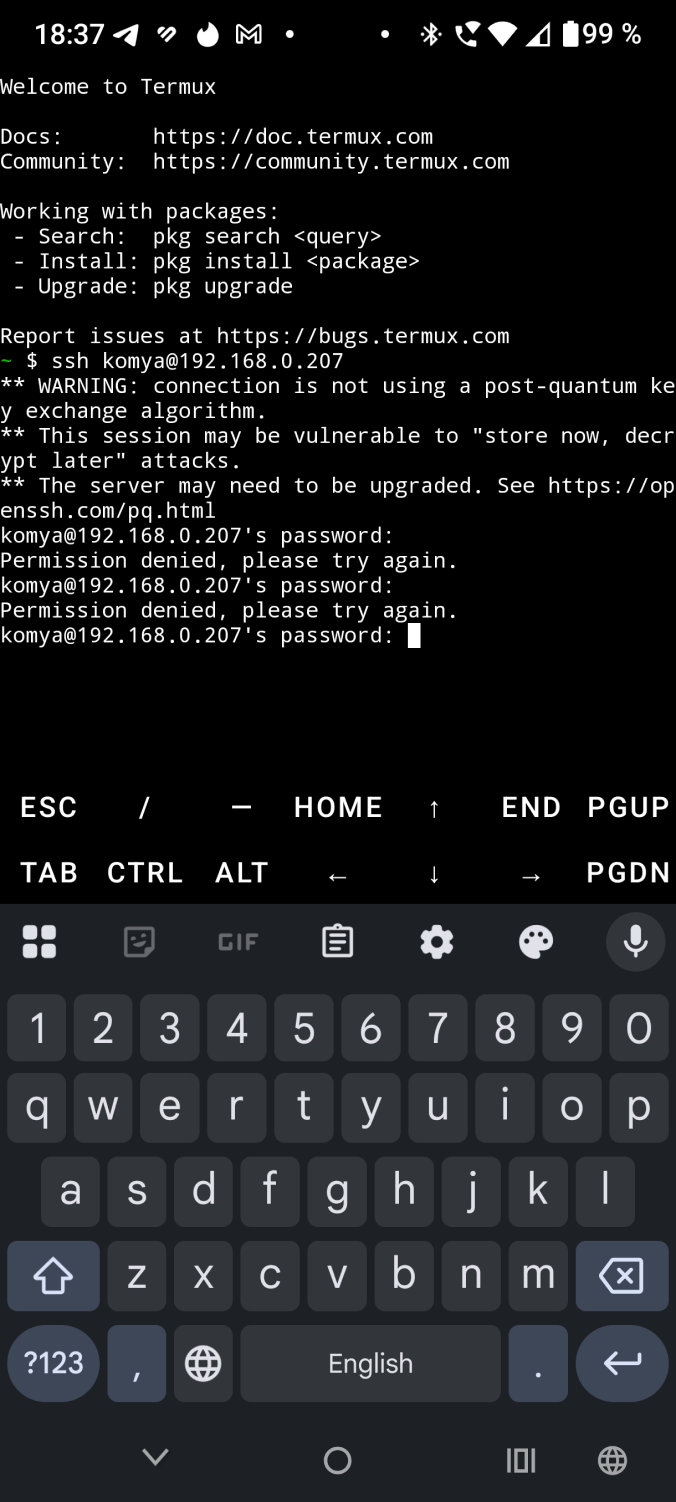 18:37 99 %
Welcome to Termux
Docs: https://doc.termux.com
Community: https://community.termux.com
Working with packages:
- Search: pkg search <query>
- Install: pkg install <package>
- Upgrade: pkg upgrade
Report issues at https://bugs.termux.com
~ $ ssh komya@192.168.0.207
** WARNING: connection is not using a post-quantum ke
y exchange algorithm.
** This session may be vulnerable to "store now, decr
ypt later" attacks.
** The server may need to be upgraded. See https://op
enssh.com/pq.html
komya@192.168.0.207's password:
Permission denied, please try again.
komya@192.168.0.207's password:
Permission denied, please try again.
komya@192.168.0.207's password:
ESC / — HOME ↑ END PGUP
TAB CTRL ALT ← ↓ → PGDN
GIF
1 2 3 4 5 6 7 8 9 0
q w e r t y u i o p
a s d f g h j k l
z x c v b n m
?123 , English .